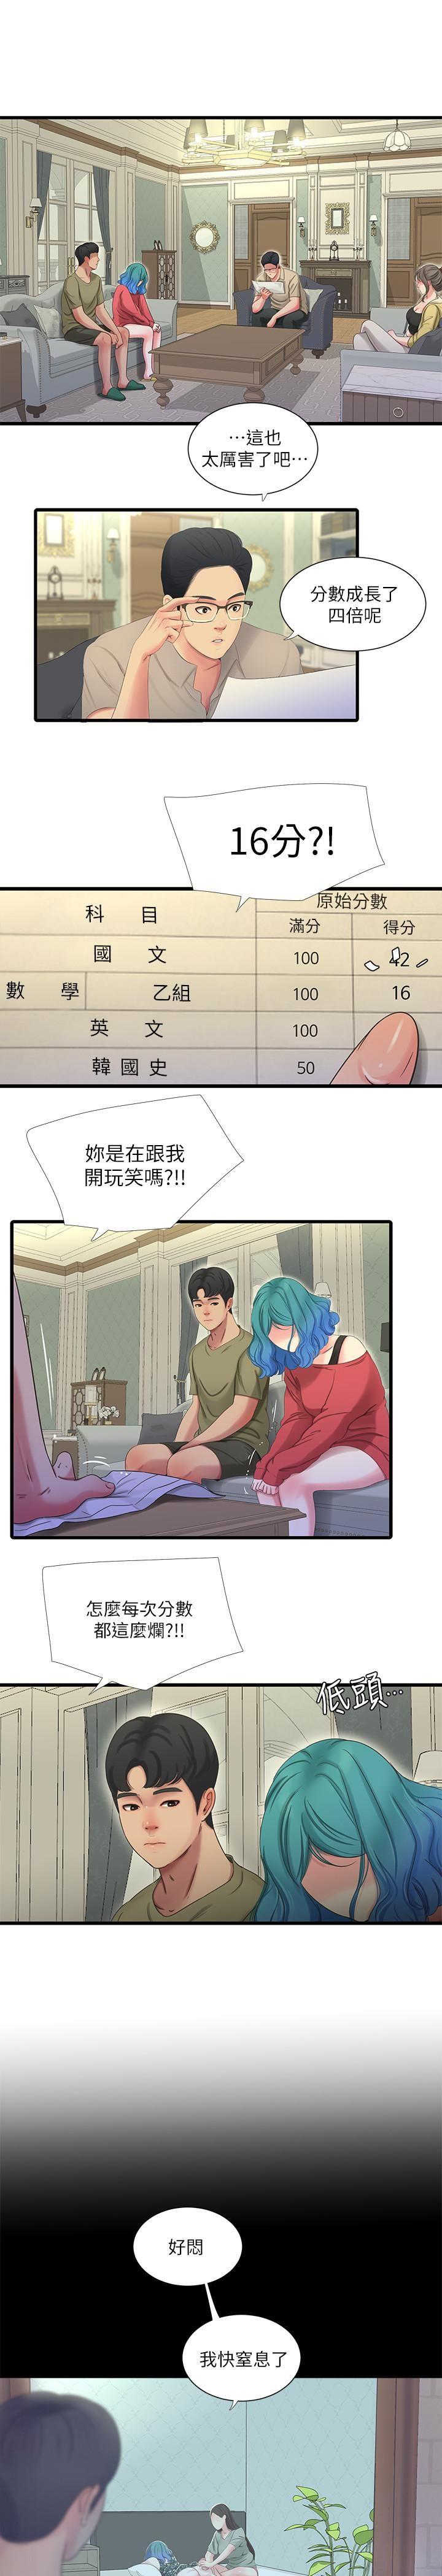 …這也
太厲害了吧…
分數成長了
四倍呢
16分?!
科 目 原始分數
滿分 得分
國 文 100 42
數 學 乙組 100 16
英 文 100
韓國史 50
妳是在跟我
開玩笑嗎?!!
怎麼每次分數
都這麼爛?!!
低頭…
好悶
我快窒息了